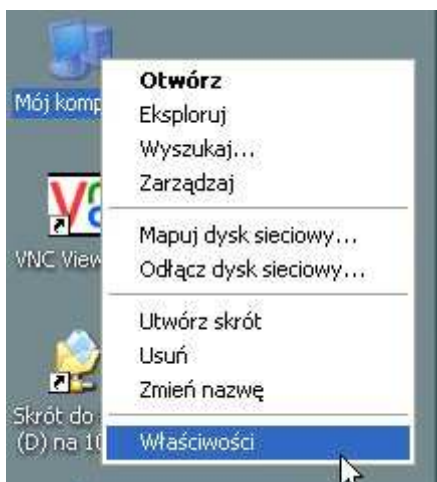 Mój komp
Otwórz
Eksploruj
Wyszukaj...
Zarządzaj
Mapuj dysk sieciowy...
Odłącz dysk sieciowy...
Utwórz skrót
Usuń
Zmień nazwę
Właściwości
VNC View
Skrót do
(D) na 10